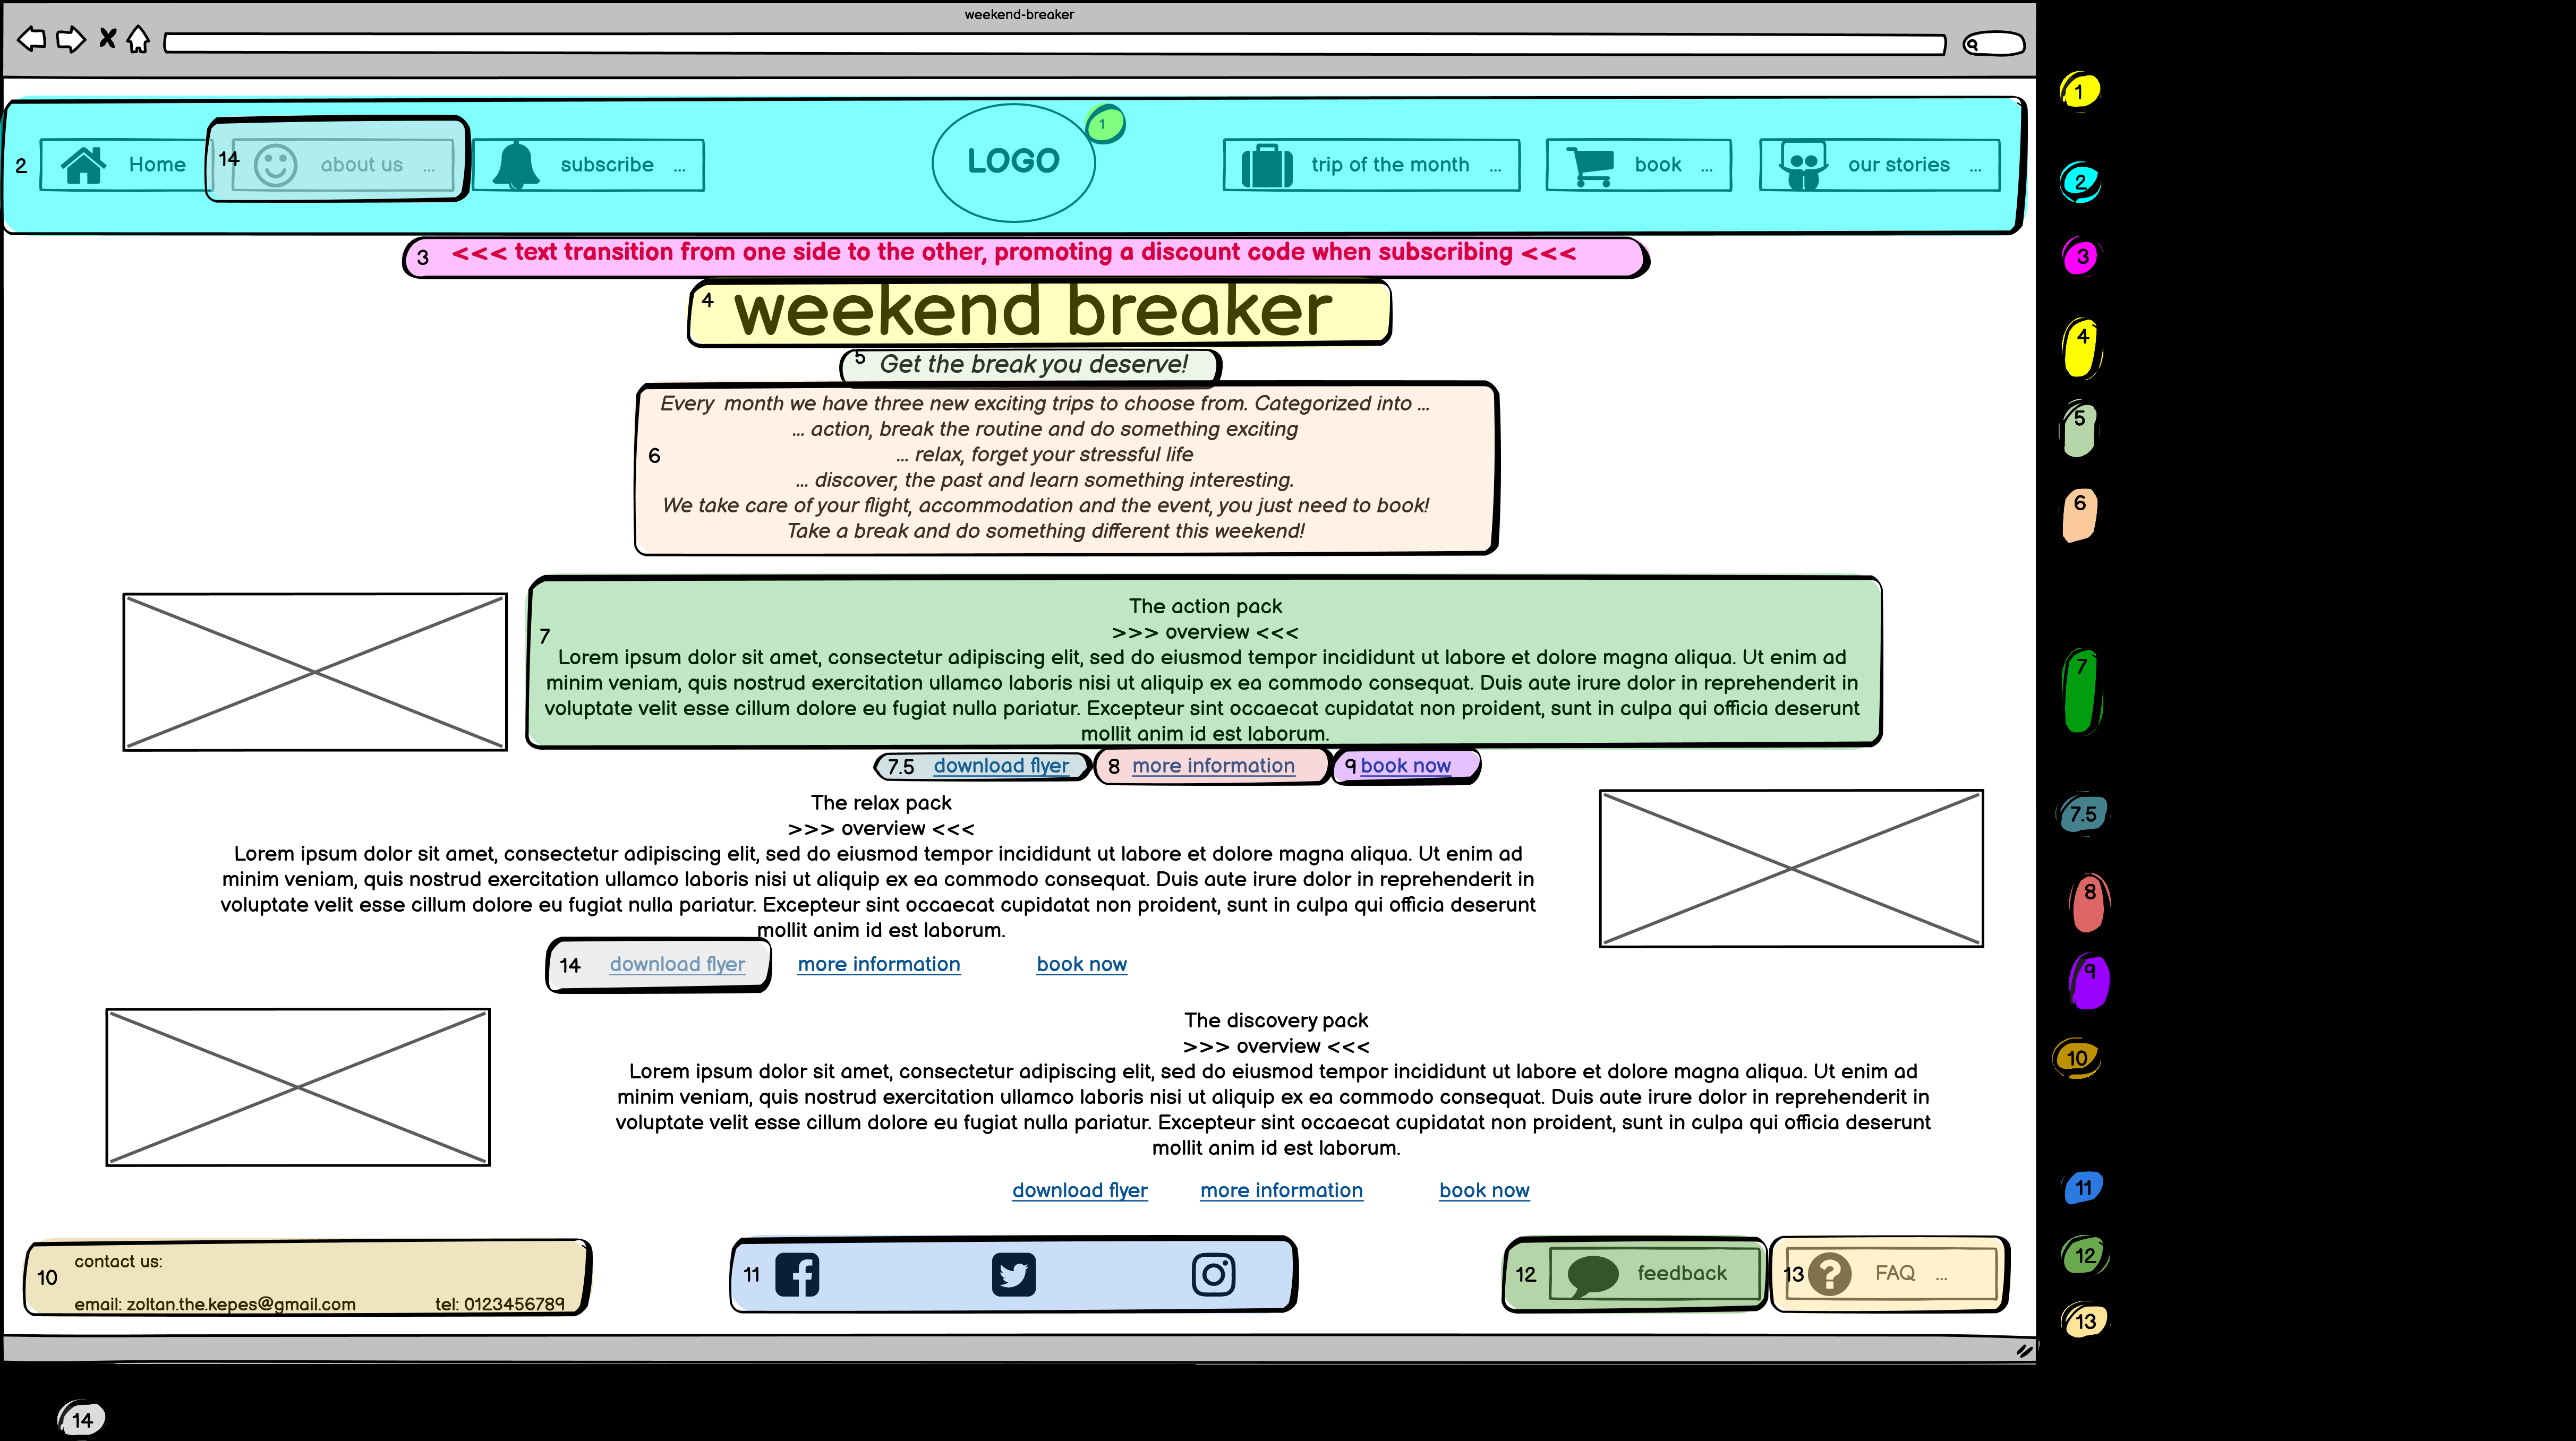 weekend-breaker
1
2 Home 14 about us ... subscribe ... LOGO 1 trip of the month ... book ... our stories ...
2
3 <<< text transition from one side to the other, promoting a discount code when subscribing <<<
3
4 weekend breaker
4
5 Get the break you deserve!
5
Every month we have three new exciting trips to choose from. Categorized into ...
... action, break the routine and do something exciting
6 ... relax, forget your stressful life
... discover, the past and learn something interesting.
We take care of your flight, accommodation and the event, you just need to book!
Take a break and do something different this weekend!
6
The action pack
7 >>> overview <<<
Lorem ipsum dolor sit amet, consectetur adipiscing elit, sed do eiusmod tempor incididunt ut labore et dolore magna aliqua. Ut enim ad
minim veniam, quis nostrud exercitation ullamco laboris nisi ut aliquip ex ea commodo consequat. Duis aute irure dolor in reprehenderit in
voluptate velit esse cillum dolore eu fugiat nulla pariatur. Excepteur sint occaecat cupidatat non proident, sunt in culpa qui officia deserunt
mollit anim id est laborum.
7
7.5 download flyer 8 more information 9 book now
7.5
The relax pack
>>> overview <<<
Lorem ipsum dolor sit amet, consectetur adipiscing elit, sed do eiusmod tempor incididunt ut labore et dolore magna aliqua. Ut enim ad
minim veniam, quis nostrud exercitation ullamco laboris nisi ut aliquip ex ea commodo consequat. Duis aute irure dolor in reprehenderit in
voluptate velit esse cillum dolore eu fugiat nulla pariatur. Excepteur sint occaecat cupidatat non proident, sunt in culpa qui officia deserunt
mollit anim id est laborum.
8
14 download flyer more information book now
9
The discovery pack
>>> overview <<<
Lorem ipsum dolor sit amet, consectetur adipiscing elit, sed do eiusmod tempor incididunt ut labore et dolore magna aliqua. Ut enim ad
minim veniam, quis nostrud exercitation ullamco laboris nisi ut aliquip ex ea commodo consequat. Duis aute irure dolor in reprehenderit in
voluptate velit esse cillum dolore eu fugiat nulla pariatur. Excepteur sint occaecat cupidatat non proident, sunt in culpa qui officia deserunt
mollit anim id est laborum.
10
download flyer more information book now
11
contact us:
10 11 12 feedback 13 FAQ ...
email: zoltan.the.kepes@gmail.com tel: 0123456789
12
13
14